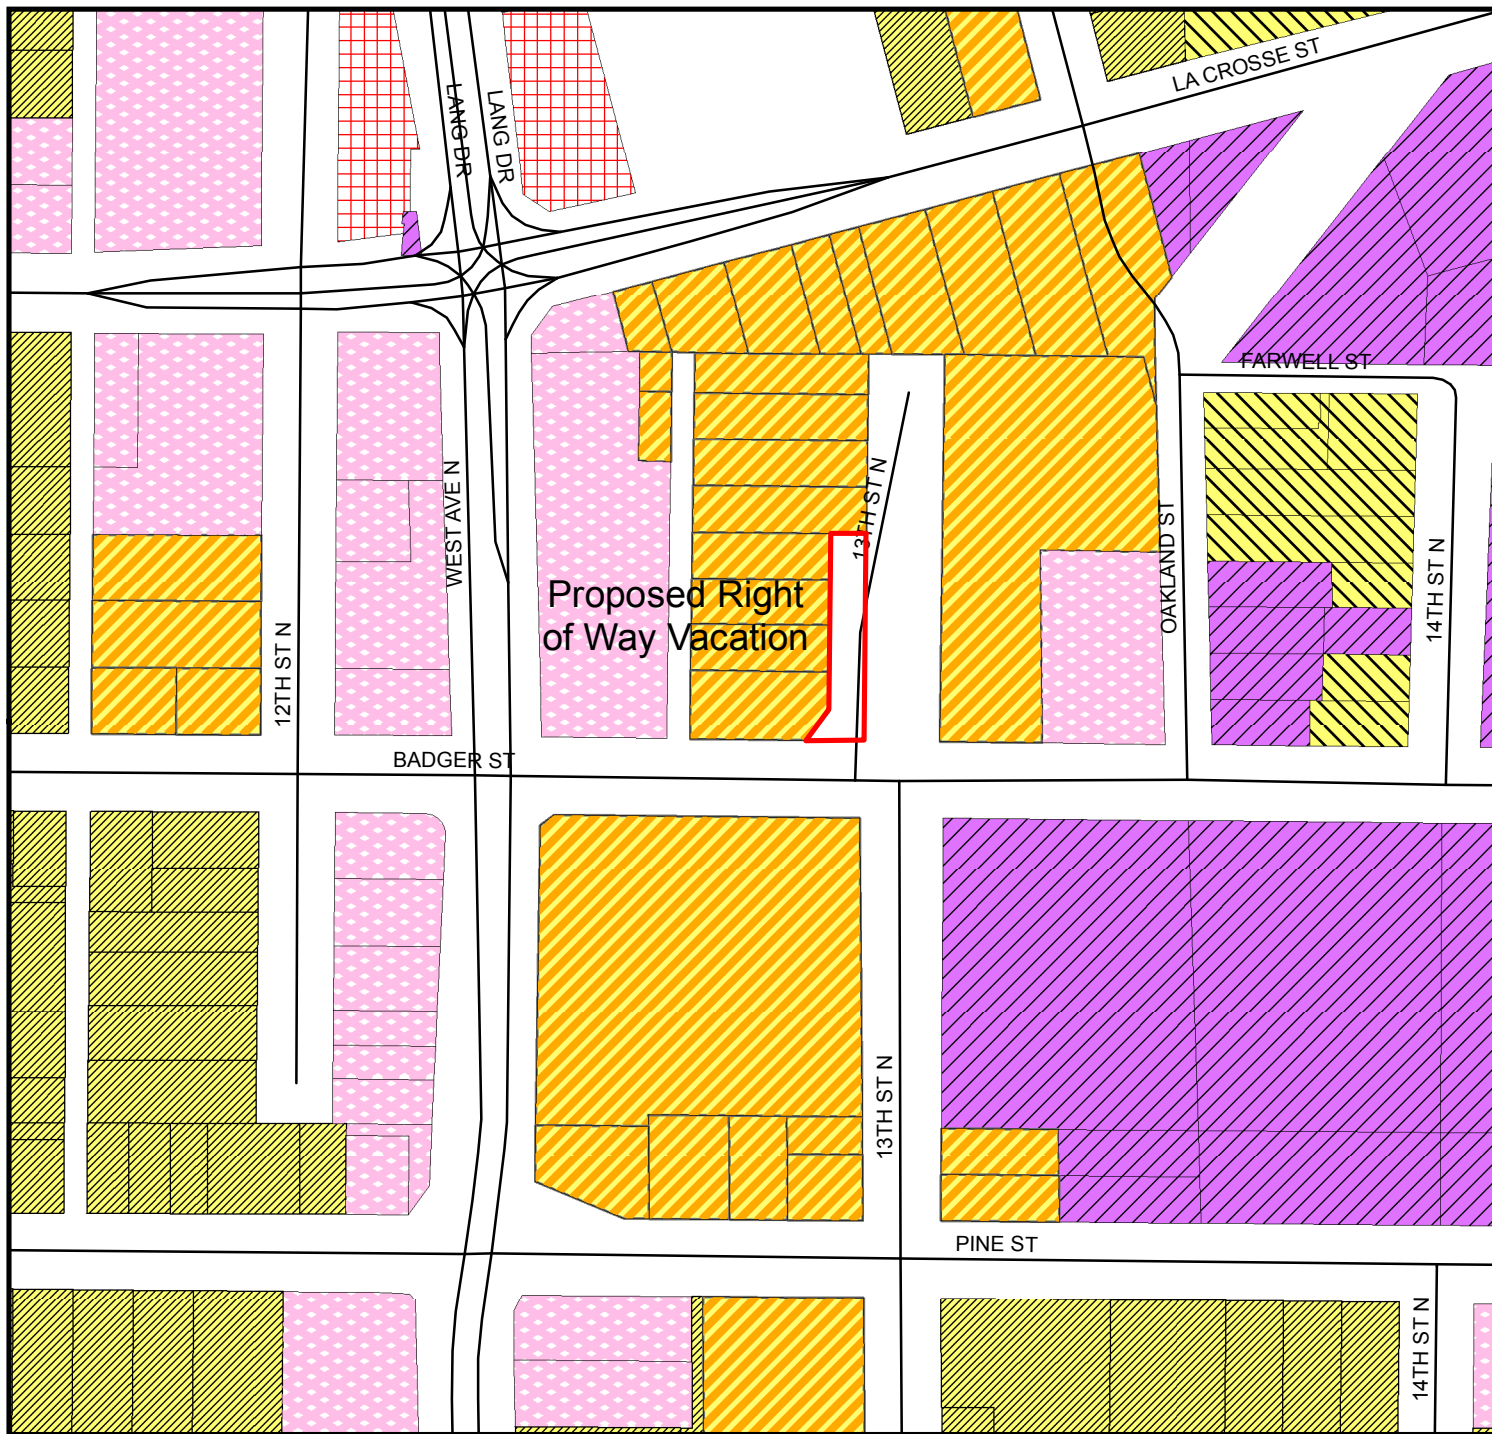 LA CROSSE ST
LANG DR
LANG DR
FARWELL ST
13TH ST N
WEST AVE N
OAKLAND ST
14TH ST N
Proposed Right
of Way Vacation
12TH ST N
BADGER ST
13TH ST N
PINE ST
14TH ST N